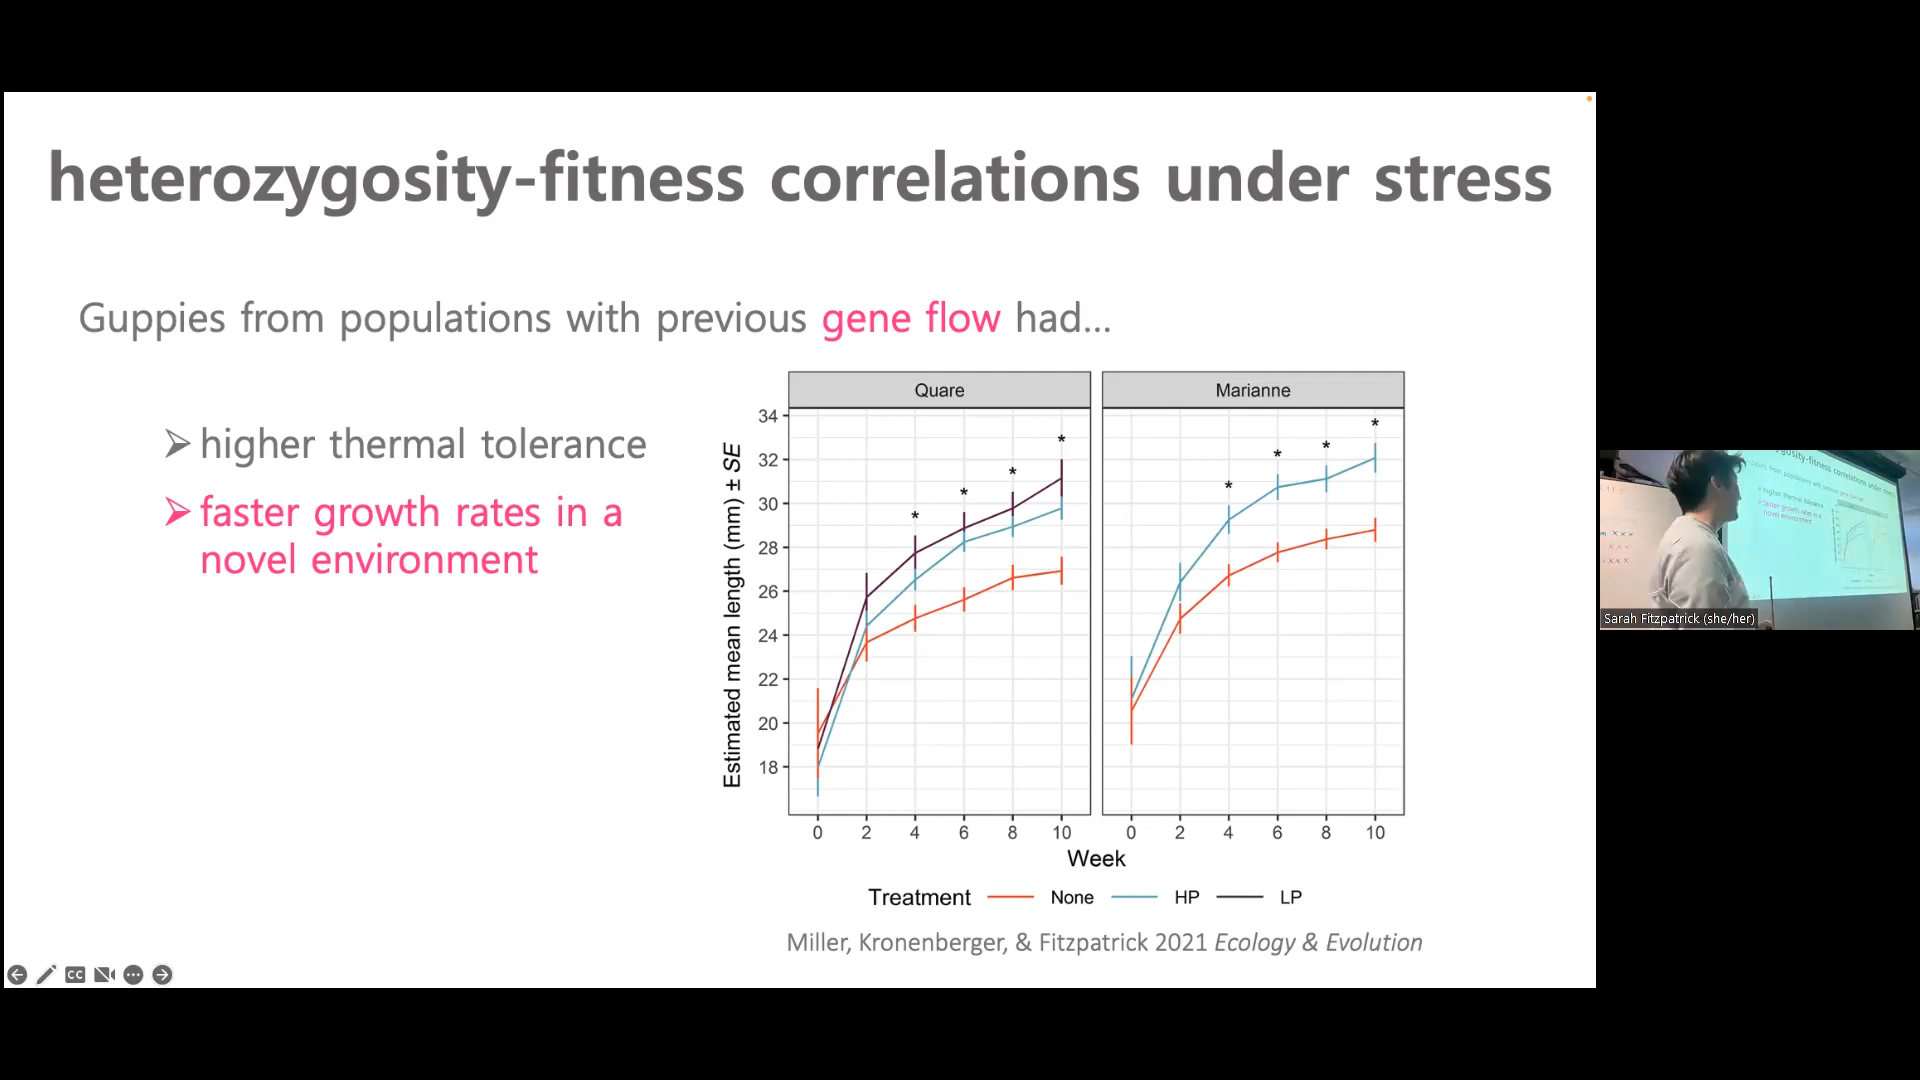 heterozygosity-fitness correlations under stress
Guppies from populations with previous gene flow had...
➢ higher thermal tolerance
➢ faster growth rates in a
novel environment
Quare
Marianne
Estimated mean length (mm) ± SE
34
32
30
28
26
24
22
20
18
* * * * *
* * * * *
0 2 4 6 8 10
0 2 4 6 8 10
Week
Treatment None HP LP
Miller, Kronenberger, & Fitzpatrick 2021 Ecology & Evolution
CC
Sarah Fitzpatrick (she/her)